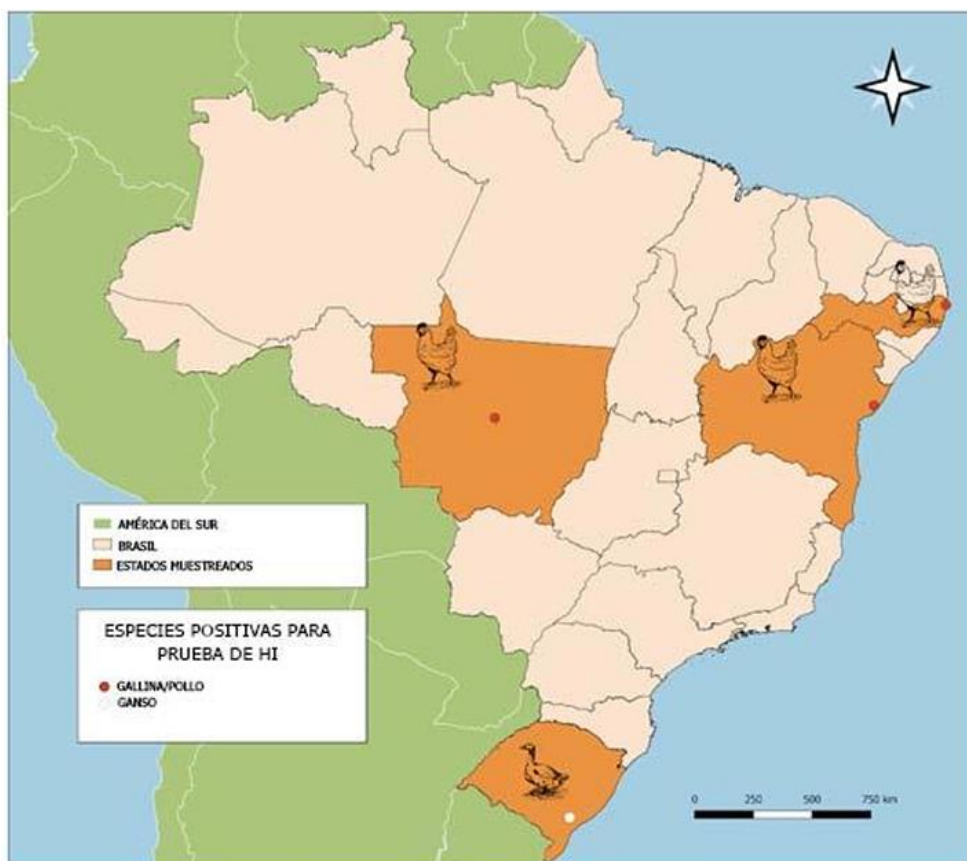 AMÉRICA DEL SUR
BRASIL
ESTADOS MUESTREADOS
ESPECIES POSITIVAS PARA
PRUEBA DE HI
GALLINA/POLLO
GANSO
0 250 500 750 km